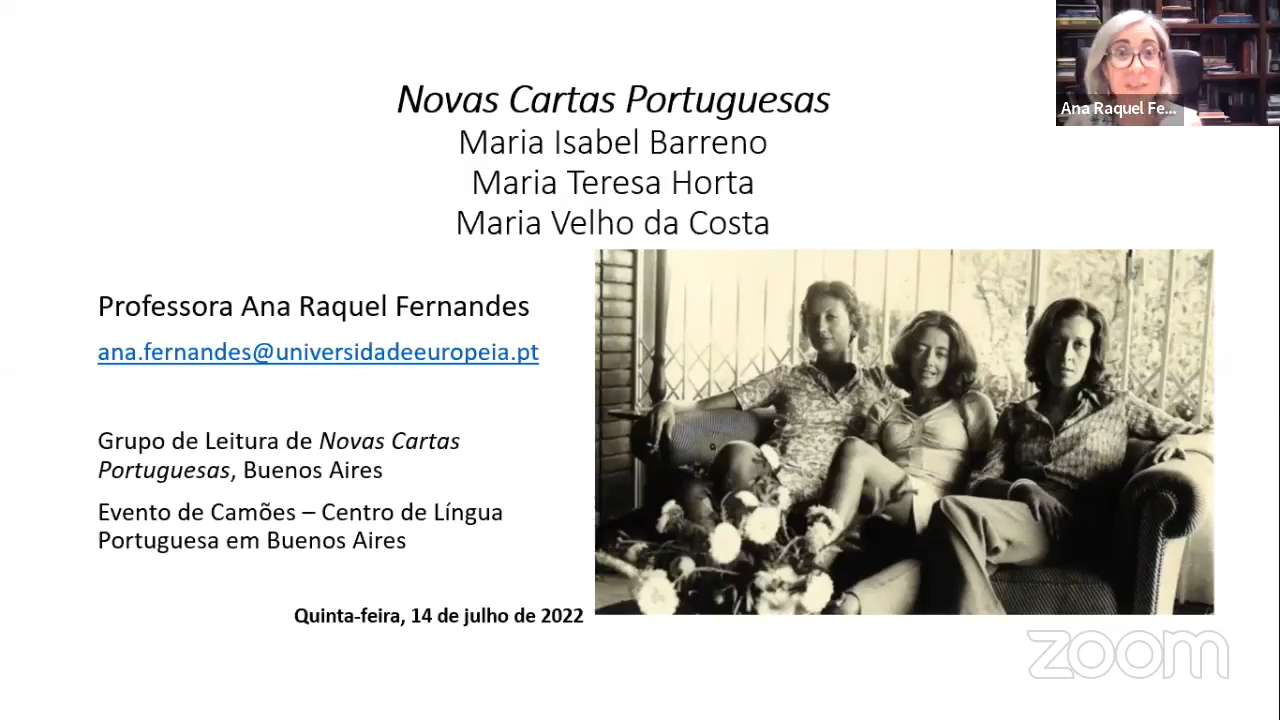 Novas Cartas Portuguesas
Maria Isabel Barreno
Maria Teresa Horta
Maria Velho da Costa
Ana Raquel Fe...
Professora Ana Raquel Fernandes
ana.fernandes@universidadeeuropeia.pt
Grupo de Leitura de Novas Cartas
Portuguesas, Buenos Aires
Evento de Camões – Centro de Língua
Portuguesa em Buenos Aires
Quinta-feira, 14 de julho de 2022
zoom